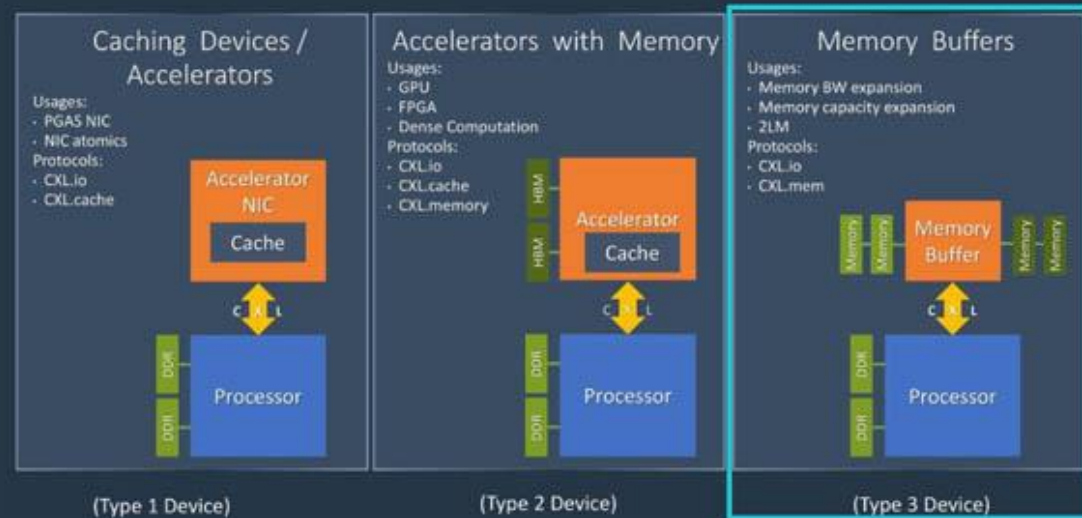 Caching Devices /
Accelerators
Usages:
• PGAS NIC
• NIC atomics
Protocols:
• CXL.io
• CXL.cache
Accelerator
NIC
Cache
C X L
DDR
DDR
Processor
(Type 1 Device)
Accelerators with Memory
Usages:
• GPU
• FPGA
• Dense Computation
Protocols:
• CXL.io
• CXL.cache
• CXL.memory
HBM
HBM
Accelerator
Cache
C X L
DDR
DDR
Processor
(Type 2 Device)
Memory Buffers
Usages:
• Memory BW expansion
• Memory capacity expansion
• 2LM
Protocols:
• CXL.io
• CXL.mem
Memory
Memory
Memory
Buffer
Memory
Memory
C X L
DDR
DDR
Processor
(Type 3 Device)